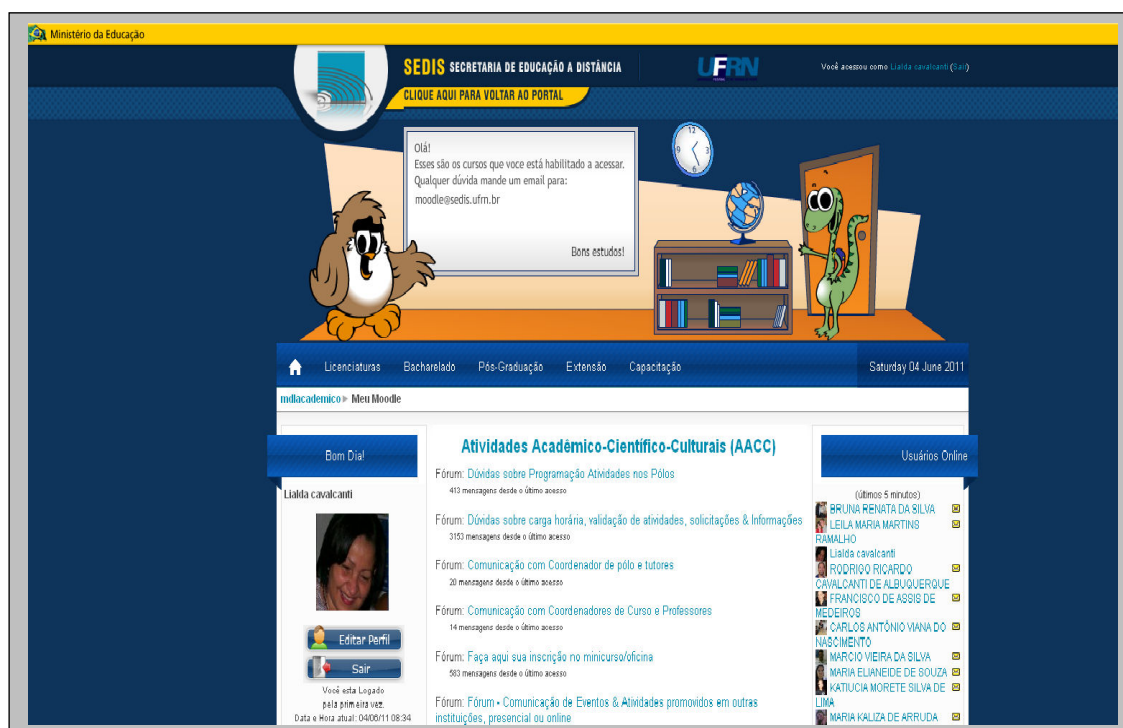 Ministério da Educação
SEDIS SECRETARIA DE EDUCAÇÃO A DISTÂNCIA
UFRN
Você acessou como Lialda cavalcanti (Sair)
CLIQUE AQUI PARA VOLTAR AO PORTAL
Olá!
Esses são os cursos que voce está habilitado a acessar.
Qualquer dúvida mande um email para:
moodle@sedis.ufrn.br
Bons estudos!
12
9 3
6
Licenciaturas Bacharelado Pós-Graduação Extensão Capacitação Saturday 04 June 2011
mdlacademico ► Meu Moodle
Bom Dia!
Lialda cavalcanti
Editar Perfil
Sair
Você esta Logado
pela primeira vez.
Data e Hora atual: 04/06/11 08:34
Atividades Acadêmico-Científico-Culturais (AACC)
Fórum: Dúvidas sobre Programação Atividades nos Pólos
413 mensagens desde o último acesso
Fórum: Dúvidas sobre carga horária, validação de atividades, solicitações & Informações
3153 mensagens desde o último acesso
Fórum: Comunicação com Coordenador de pólo e tutores
20 mensagens desde o último acesso
Fórum: Comunicação com Coordenadores de Curso e Professores
14 mensagens desde o último acesso
Fórum: Faça aqui sua inscrição no minicurso/oficina
583 mensagens desde o último acesso
Fórum: Fórum - Comunicação de Eventos & Atividades promovidos em outras
instituições, presencial ou online
Usuários Online
(últimos 5 minutos)
BRUNA RENATA DA SILVA
LEILA MARIA MARTINS
RAMALHO
Lialda cavalcanti
RODRIGO RICARDO
CAVALCANTI DE ALBUQUERQUE
FRANCISCO DE ASSIS DE
MEDEIROS
CARLOS ANTÔNIO VIANA DO
NASCIMENTO
MARCIO VIEIRA DA SILVA
MARIA ELIANEIDE DE SOUZA
KATIUCIA MORETE SILVA DE
LIMA
MARIA KALIZA DE ARRUDA